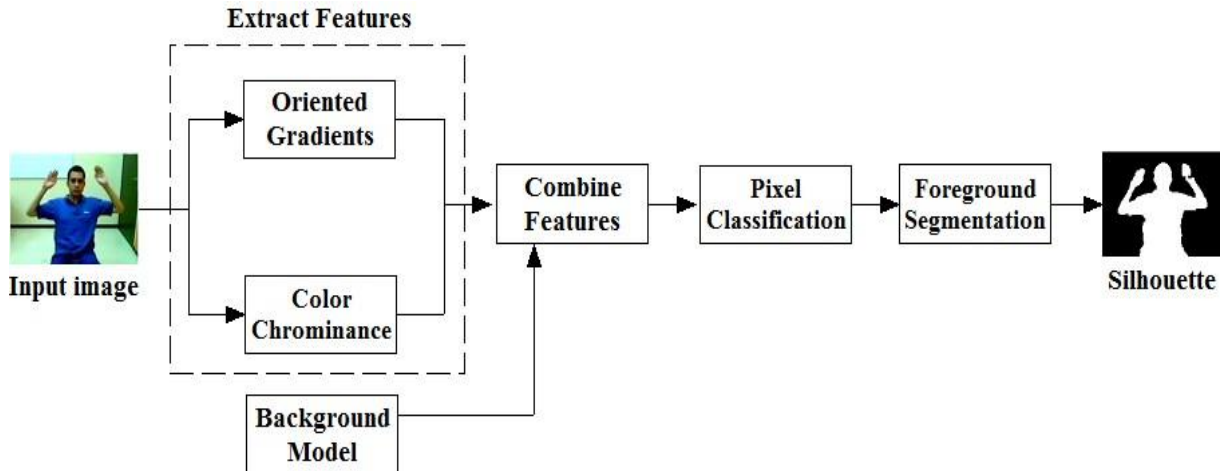 Extract Features
Oriented
Gradients
Input image
Color
Chrominance
Background
Model
Combine
Features
Pixel
Classification
Foreground
Segmentation
Silhouette